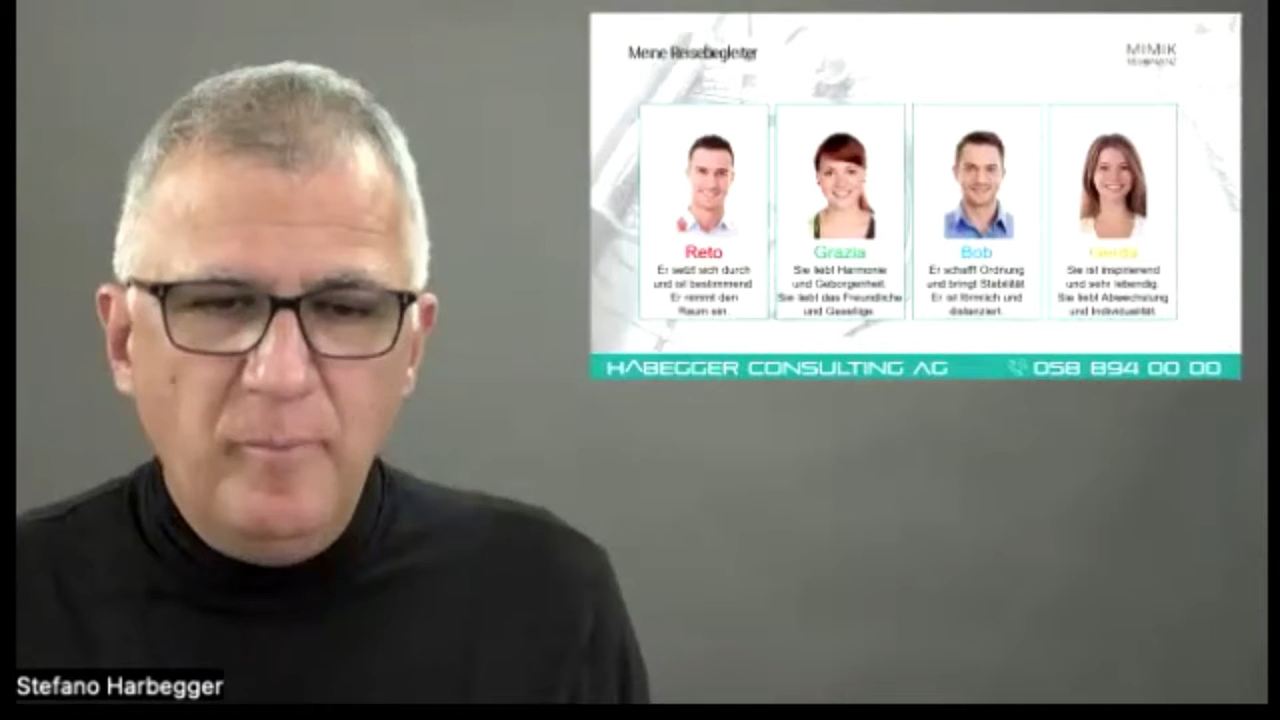 Meine Reisebegleiter
MIMIK
Reto
Er setzt sich durch
und ist bestimmend
Er nimmt den
Raum ein.
Grazia
Sie liebt Harmonie
und Geborgenheit.
Sie liebt das Freundliche
und Gesellige
Bob
Er schafft Ordnung
und bringt Stabilität
Er ist förmlich und
distanziert.
Sie ist inspirierend
und sehr lebendig.
Sie liebt Abwechslung
und Individualität.
HABEGGER CONSULTING AG
058 894 00 00
Stefano Harbegger